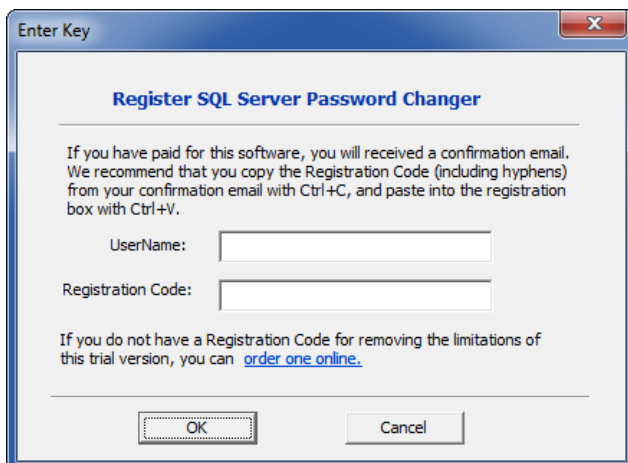 Enter Key
Register SQL Server Password Changer
If you have paid for this software, you will received a confirmation email.
We recommend that you copy the Registration Code (including hyphens)
from your confirmation email with Ctrl+C, and paste into the registration
box with Ctrl+V.
UserName:
Registration Code:
If you do not have a Registration Code for removing the limitations of
this trial version, you can order one online.
OK Cancel